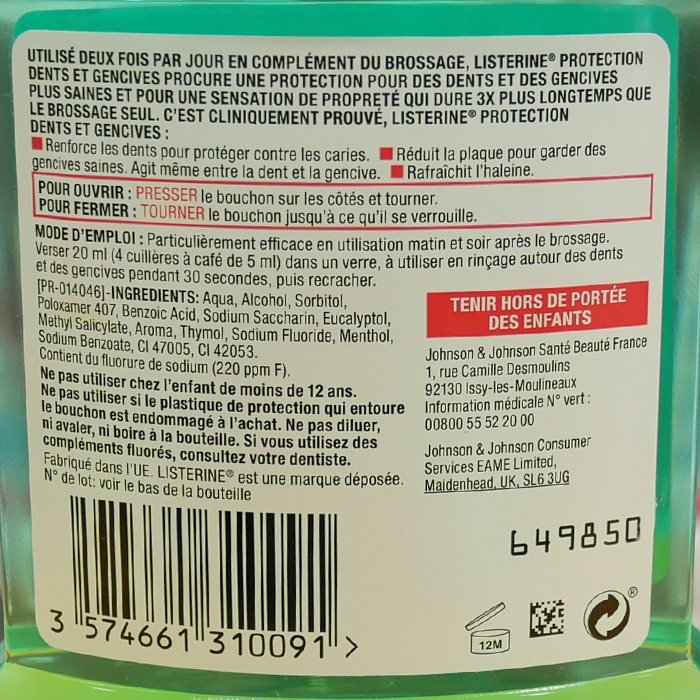 UTILISÉ DEUX FOIS PAR JOUR EN COMPLÉMENT DU BROSSAGE, LISTERINE® PROTECTION
DENTS ET GENCIVES PROCURE UNE PROTECTION POUR DES DENTS ET DES GENCIVES
PLUS SAINES ET POUR UNE SENSATION DE PROPRETÉ QUI DURE 3X PLUS LONGTEMPS QUE
LE BROSSAGE SEUL. C'EST CLINIQUEMENT PROUVÉ, LISTERINE® PROTECTION
DENTS ET GENCIVES :
■ Renforce les dents pour protéger contre les caries. ■ Réduit la plaque pour garder des
gencives saines. Agit même entre la dent et la gencive. ■ Rafraîchit l'haleine.
POUR OUVRIR : PRESSER le bouchon sur les côtés et tourner.
POUR FERMER : TOURNER le bouchon jusqu'à ce qu'il se verrouille.
MODE D'EMPLOI : Particulièrement efficace en utilisation matin et soir après le brossage.
Verser 20 ml (4 cuillères à café de 5 ml) dans un verre, à utiliser en rinçage autour des dents
et des gencives pendant 30 secondes, puis recracher.
[PR-014046]-INGREDIENTS: Aqua, Alcohol, Sorbitol,
Poloxamer 407, Benzoic Acid, Sodium Saccharin, Eucalyptol,
Methyl Salicylate, Aroma, Thymol, Sodium Fluoride, Menthol,
Sodium Benzoate, CI 47005, CI 42053.
Contient du fluorure de sodium (220 ppm F).
Ne pas utiliser chez l'enfant de moins de 12 ans.
Ne pas utiliser si le plastique de protection qui entoure
le bouchon est endommagé à l'achat. Ne pas diluer,
ni avaler, ni boire à la bouteille. Si vous utilisez des
compléments fluorés, consultez votre dentiste.
Fabriqué dans l'UE. LISTERINE® est une marque déposée.
N° de lot: voir le bas de la bouteille
TENIR HORS DE PORTÉE
DES ENFANTS
Johnson & Johnson Santé Beauté France
1, rue Camille Desmoulins
92130 Issy-les-Moulineaux
Information médicale N° vert :
00800 55 52 20 00
Johnson & Johnson Consumer
Services EAME Limited,
Maidenhead, UK, SL6 3UG
649850
3 574661 310091 >
12M
®